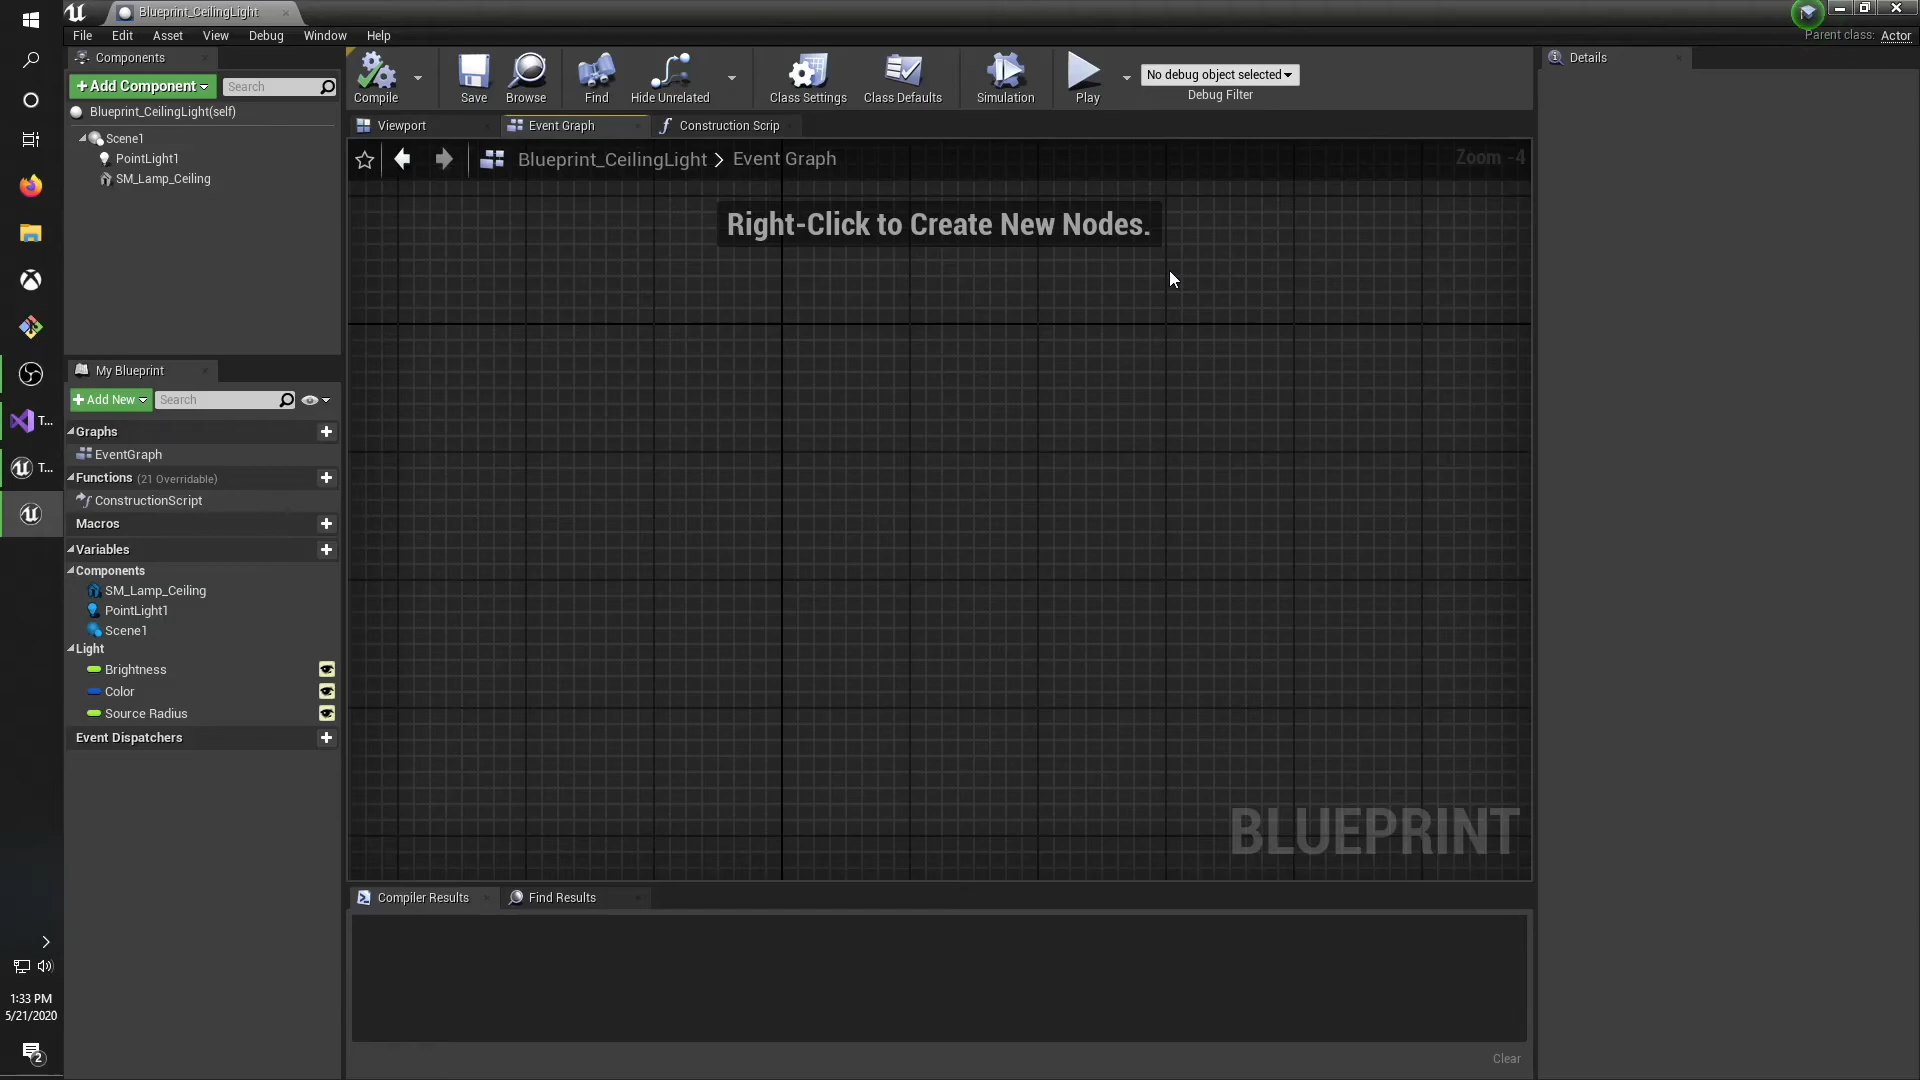 Blueprint_CeilingLight
File Edit Asset View Debug Window Help
Parent class: Actor
Components
Add Component
Search
Blueprint_CeilingLight(self)
Scene1
PointLight1
SM_Lamp_Ceiling
Compile
Save
Browse
Find
Hide Unrelated
Class Settings
Class Defaults
Simulation
Play
No debug object selected
Debug Filter
Details
Viewport
Event Graph
Construction Scrip
Blueprint_CeilingLight > Event Graph
Zoom -4
Right-Click to Create New Nodes.
My Blueprint
Add New
Search
Graphs
EventGraph
Functions (21 Overridable)
ConstructionScript
Macros
Variables
Components
SM_Lamp_Ceiling
PointLight1
Scene1
Light
Brightness
Color
Source Radius
Event Dispatchers
BLUEPRINT
Compiler Results
Find Results
Clear
T...
T...
1:33 PM
5/21/2020
2